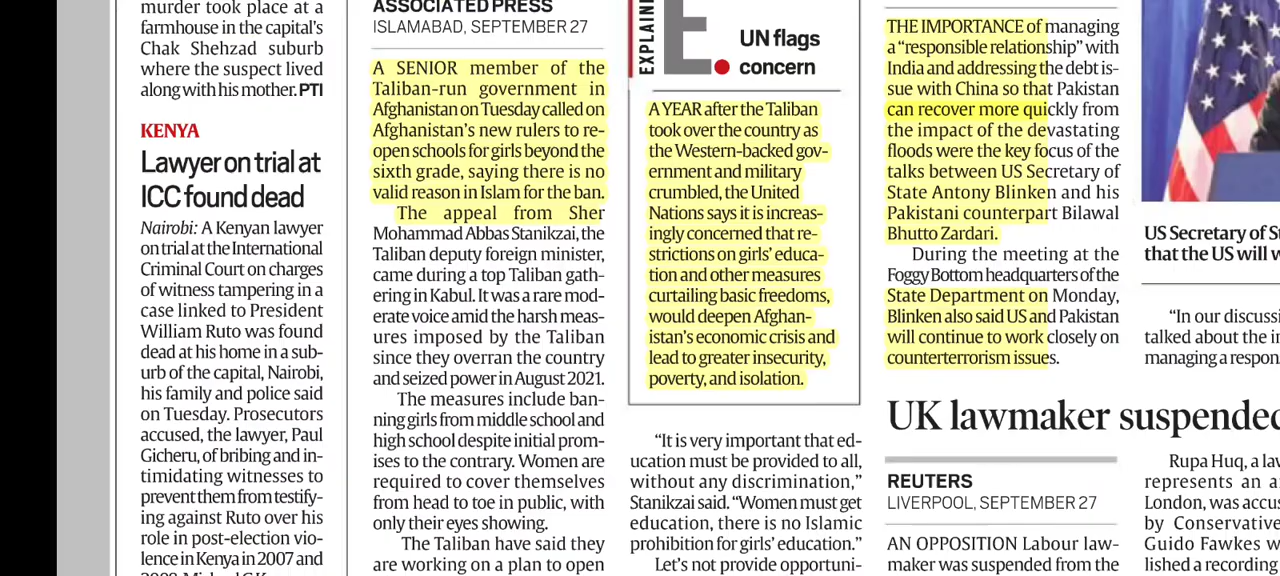 murder took place at a
farmhouse in the capital's
Chak Shehzad suburb
where the suspect lived
along with his mother. PTI
KENYA
Lawyer on trial at
ICC found dead
Nairobi: A Kenyan lawyer
on trial at the International
Criminal Court on charges
of witness tampering in a
case linked to President
William Ruto was found
dead at his home in a sub-
urb of the capital, Nairobi,
his family and police said
on Tuesday. Prosecutors
accused, the lawyer, Paul
Gicheru, of bribing and in-
timidating witnesses to
prevent them from testify-
ing against Ruto over his
role in post-election vio-
lence in Kenya in 2007 and
ASSOCIATED PRESS
ISLAMABAD, SEPTEMBER 27
A SENIOR member of the
Taliban-run government in
Afghanistan on Tuesday called on
Afghanistan's new rulers to re-
open schools for girls beyond the
sixth grade, saying there is no
valid reason in Islam for the ban.
The appeal from Sher
Mohammad Abbas Stanikzai, the
Taliban deputy foreign minister,
came during a top Taliban gath-
ering in Kabul. It was a rare mod-
erate voice amid the harsh meas-
ures imposed by the Taliban
since they overran the country
and seized power in August 2021.
The measures include ban-
ning girls from middle school and
high school despite initial prom-
ises to the contrary. Women are
required to cover themselves
from head to toe in public, with
only their eyes showing.
The Taliban have said they
are working on a plan to open
EXPLAINE
E.
UN flags
concern
A YEAR after the Taliban
took over the country as
the Western-backed gov-
ernment and military
crumbled, the United
Nations says it is increas-
ingly concerned that re-
strictions on girls' educa-
tion and other measures
curtailing basic freedoms,
would deepen Afghan-
istan's economic crisis and
lead to greater insecurity,
poverty, and isolation.
"It is very important that ed-
ucation must be provided to all,
without any discrimination,"
Stanikzai said. "Women must get
education, there is no Islamic
prohibition for girls' education."
Let's not provide opportuni-
THE IMPORTANCE of managing
a "responsible relationship" with
India and addressing the debt is-
sue with China so that Pakistan
can recover more quickly from
the impact of the devastating
floods were the key focus of the
talks between US Secretary of
State Antony Blinken and his
Pakistani counterpart Bilawal
Bhutto Zardari.
During the meeting at the
Foggy Bottom headquarters of the
State Department on Monday,
Blinken also said US and Pakistan
will continue to work closely on
counterterrorism issues.
US Secretary of St
that the US will w
"In our discussi
talked about the i
managing a respon
UK lawmaker suspended
REUTERS
LIVERPOOL, SEPTEMBER 27
AN OPPOSITION Labour law-
maker was suspended from the
Rupa Huq, a law
represents an a
London, was accus
by Conservative
Guido Fawkes w
lished a recording